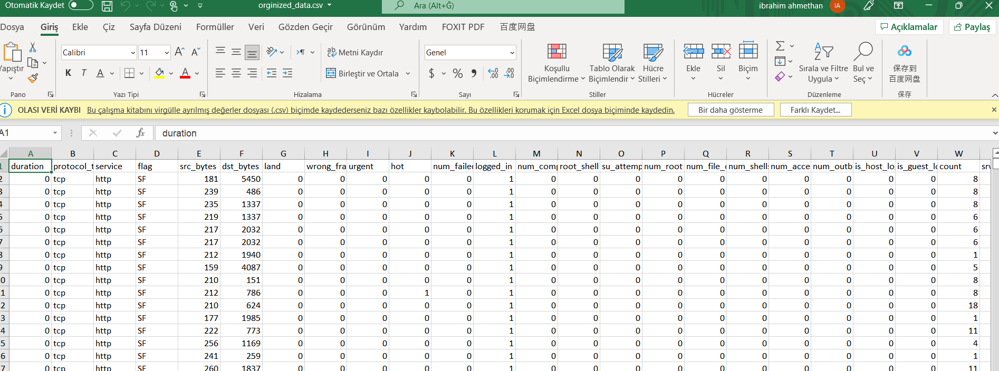 Otomatik Kaydet orginized_data.csv Ara (Alt+Ğ) ibrahim ahmethan IA
Dosya Giriş Ekle Çiz Sayfa Düzeni Formüller Veri Gözden Geçir Görünüm Yardım FOXIT PDF 百度网盘 Açıklamalar Paylaş
Calibri 11 Metni Kaydır Genel
Yapıştır K T A A Birleştir ve Ortala $ % Koşullu Biçimlendirme Tablo Olarak Biçimlendir Hücre Stilleri Ekle Sil Biçim Sırala ve Filtre Uygula Bul ve Seç 保存到 百度网盘
Pano Yazı Tipi Hizalama Sayı Stiller Hücreler Düzenleme 保存
OLASI VERİ KAYBI Bu çalışma kitabını virgülle ayrılmış değerler dosyası (.csv) biçimde kaydederseniz bazı özellikler kaybolabilir. Bu özellikleri korumak için Excel dosya biçiminde kaydedin. Bir daha gösterme Farklı Kaydet...
A1 fx duration
A B C D E F G H I J K L M N O P Q R S T U V W
1 duration protocol_t service flag src_bytes dst_bytes land wrong_fra urgent hot num_failed logged_in num_comp root_shell su_attemp num_root num_file_c num_shells num_acce num_outb is_host_lo is_guest_lo count srv
2 0 tcp http SF 181 5450 0 0 0 0 0 1 0 0 0 0 0 0 0 0 0 0 8
3 0 tcp http SF 239 486 0 0 0 0 0 1 0 0 0 0 0 0 0 0 0 0 8
4 0 tcp http SF 235 1337 0 0 0 0 0 1 0 0 0 0 0 0 0 0 0 0 8
5 0 tcp http SF 219 1337 0 0 0 0 0 1 0 0 0 0 0 0 0 0 0 0 6
6 0 tcp http SF 217 2032 0 0 0 0 0 1 0 0 0 0 0 0 0 0 0 0 6
7 0 tcp http SF 217 2032 0 0 0 0 0 1 0 0 0 0 0 0 0 0 0 0 6
8 0 tcp http SF 212 1940 0 0 0 0 0 1 0 0 0 0 0 0 0 0 0 0 1
9 0 tcp http SF 159 4087 0 0 0 0 0 1 0 0 0 0 0 0 0 0 0 0 5
0 0 tcp http SF 210 151 0 0 0 0 0 1 0 0 0 0 0 0 0 0 0 0 8
1 0 tcp http SF 212 786 0 0 0 1 0 1 0 0 0 0 0 0 0 0 0 0 8
2 0 tcp http SF 210 624 0 0 0 0 0 1 0 0 0 0 0 0 0 0 0 0 18
3 0 tcp http SF 177 1985 0 0 0 0 0 1 0 0 0 0 0 0 0 0 0 0 1
4 0 tcp http SF 222 773 0 0 0 0 0 1 0 0 0 0 0 0 0 0 0 0 11
5 0 tcp http SF 256 1169 0 0 0 0 0 1 0 0 0 0 0 0 0 0 0 0 4
6 0 tcp http SF 241 259 0 0 0 0 0 1 0 0 0 0 0 0 0 0 0 0 1
7 0 tcp http SF 260 1837 0 0 0 0 0 1 0 0 0 0 0 0 0 0 0 0 11